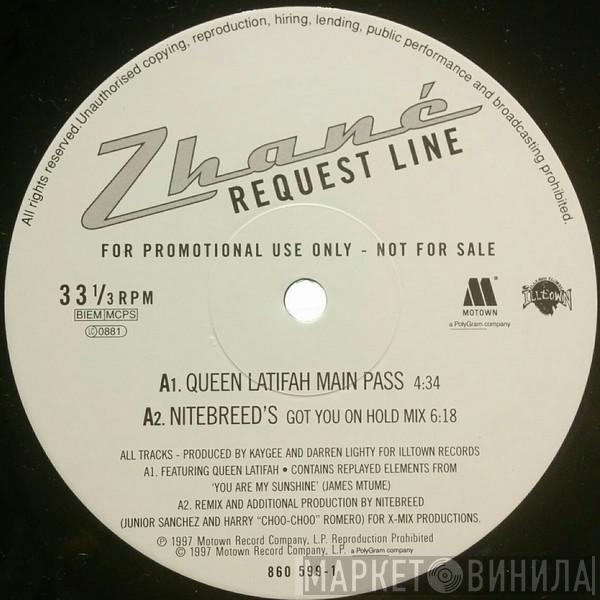 All rights reserved. Unauthorised copying, reproduction, hiring, lending, public performance and broadcasting prohibited.
Zhané
REQUEST LINE
FOR PROMOTIONAL USE ONLY - NOT FOR SALE
33 1/3 RPM
BIEM MCPS
LC 0881
M
MOTOWN
a PolyGram company
ILLTOWN
A1. QUEEN LATIFAH MAIN PASS 4:34
A2. NITEBREED'S GOT YOU ON HOLD MIX 6:18
ALL TRACKS - PRODUCED BY KAYGEE AND DARREN LIGHTY FOR ILLTOWN RECORDS
A1. FEATURING QUEEN LATIFAH • CONTAINS REPLAYED ELEMENTS FROM
'YOU ARE MY SUNSHINE' (JAMES MTUME)
A2. REMIX AND ADDITIONAL PRODUCTION BY NITEBREED
(JUNIOR SANCHEZ AND HARRY "CHOO-CHOO" ROMERO) FOR X-MIX PRODUCTIONS.
℗ 1997 Motown Record Company, L.P. Reproduction Prohibited
© 1997 Motown Record Company, L.P. a PolyGram company
860 599-1
МАРКЕТ ВИНИЛА